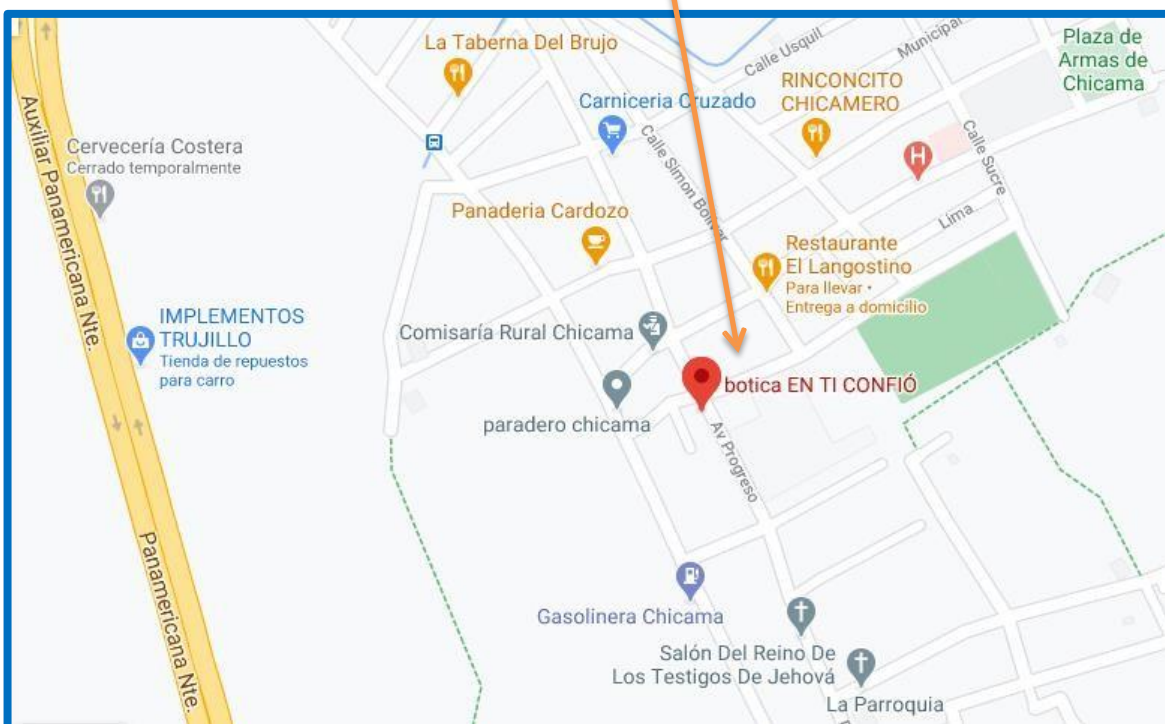 La Taberna Del Brujo
Calle Usquil
Municipal
Plaza de
Armas de
Chicama
RINCONCITO
CHICAMERO
Carniceria Cruzado
Auxiliar Panamericana Nte.
Cervecería Costera
Cerrado temporalmente
Calle Simon Bolivar
H
Calle Sucre
Panaderia Cardozo
Lima
Restaurante
El Langostino
Para llevar •
Entrega a domicilio
IMPLEMENTOS
TRUJILLO
Tienda de repuestos
para carro
Comisaría Rural Chicama
botica EN TI CONFIÓ
paradero chicama
Av Progreso
Panamericana Nte.
Gasolinera Chicama
Salón Del Reino De
Los Testigos De Jehová
La Parroquia